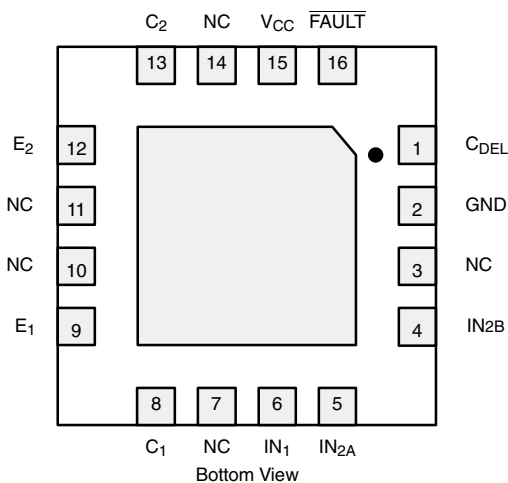 C2 NC VCC FAULT
13 14 15 16
E2 12 1 CDEL
NC 11 2 GND
NC 10 3 NC
E1 9 4 IN2B
8 7 6 5
C1 NC IN1 IN2A
Bottom View